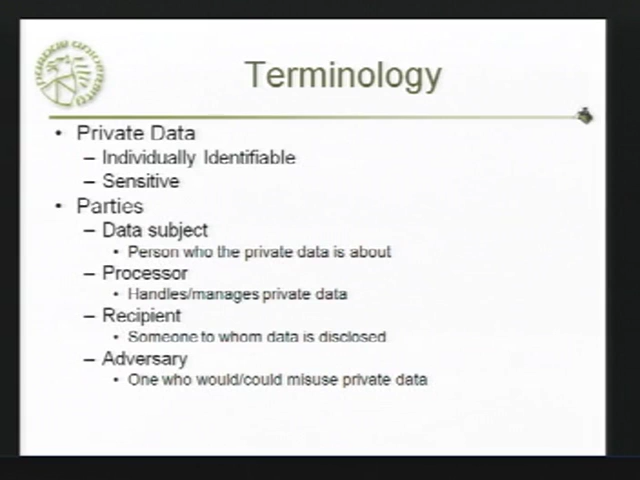 Terminology
• Private Data
– Individually Identifiable
– Sensitive
• Parties
– Data subject
• Person who the private data is about
– Processor
• Handles/manages private data
– Recipient
• Someone to whom data is disclosed
– Adversary
• One who would/could misuse private data